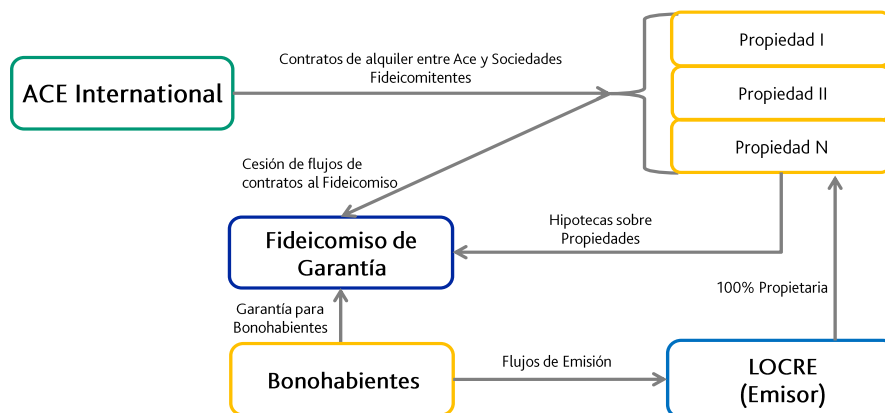 Contratos de alquiler entre Ace y Sociedades
Fideicomitentes
ACE International
Propiedad I
Propiedad II
Propiedad N
Cesión de flujos de
contratos al Fideicomiso
Fideicomiso de
Garantía
Hipotecas sobre
Propiedades
100% Propietaria
Garantía para
Bonohabientes
Bonohabientes
Flujos de Emisión
LOCRE
(Emisor)